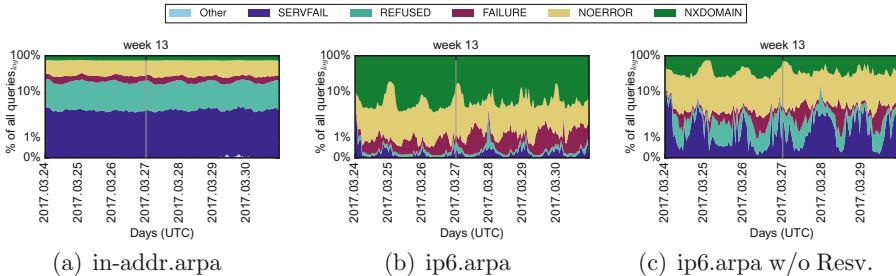 Other SERVFAIL REFUSED FAILURE NOERROR NXDOMAIN
week 13
% of all queries log
100%
10%
1%
0%
2017.03.24
2017.03.25
2017.03.26
2017.03.27
2017.03.28
2017.03.29
2017.03.30
Days (UTC)
(a) in-addr.arpa
week 13
% of all queries log
100%
10%
1%
0%
2017.03.24
2017.03.25
2017.03.26
2017.03.27
2017.03.28
2017.03.29
2017.03.30
Days (UTC)
(b) ip6.arpa
week 13
% of all queries log
100%
10%
1%
0%
2017.03.24
2017.03.25
2017.03.26
2017.03.27
2017.03.28
2017.03.29
Days (UTC)
(c) ip6.arpa w/o Resv.